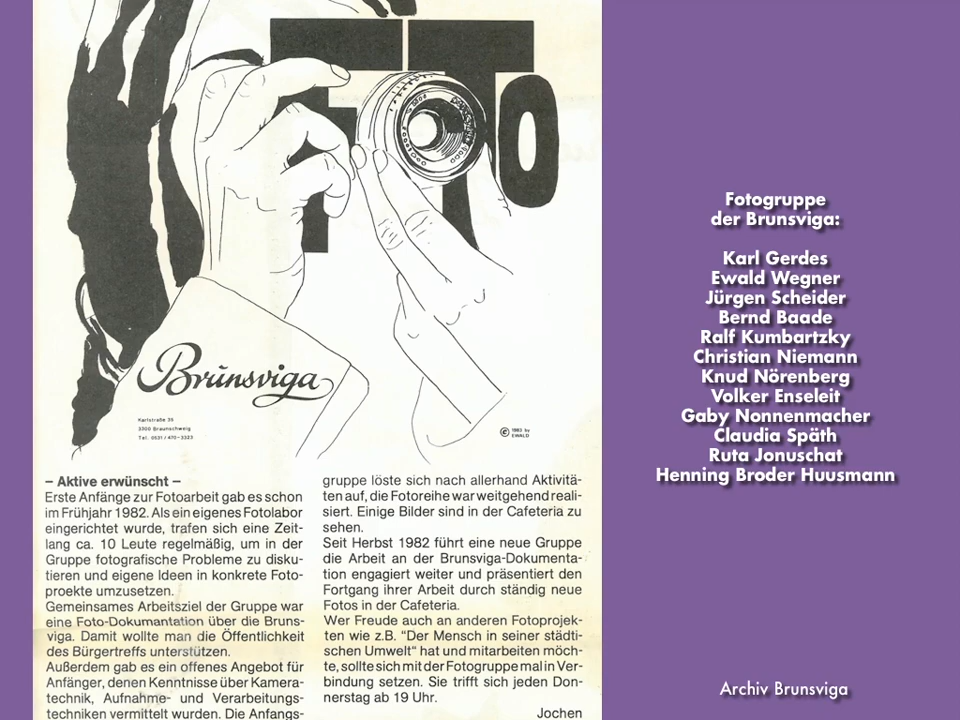 FOTO
Brunsviga
Karlstraße 35
3300 Braunschweig
Tel. 0531 / 470-3323
© 1983 by
EWALD
– Aktive erwünscht –
Erste Anfänge zur Fotoarbeit gab es schon
im Frühjahr 1982. Als ein eigenes Fotolabor
eingerichtet wurde, trafen sich eine Zeit-
lang ca. 10 Leute regelmäßig, um in der
Gruppe fotografische Probleme zu disku-
tieren und eigene Ideen in konkrete Foto-
proekte umzusetzen.
Gemeinsames Arbeitsziel der Gruppe war
eine Foto-Dokumantation über die Bruns-
viga. Damit wollte man die Öffentlichkeit
des Bürgertreffs unterstützen.
Außerdem gab es ein offenes Angebot für
Anfänger, denen Kenntnisse über Kamera-
technik, Aufnahme- und Verarbeitungs-
techniken vermittelt wurden. Die Anfangs-
gruppe löste sich nach allerhand Aktivitä-
ten auf, die Fotoreihe war weitgehend reali-
siert. Einige Bilder sind in der Cafeteria zu
sehen.
Seit Herbst 1982 führt eine neue Gruppe
die Arbeit an der Brunsviga-Dokumenta-
tion engagiert weiter und präsentiert den
Fortgang ihrer Arbeit durch ständig neue
Fotos in der Cafeteria.
Wer Freude auch an anderen Fotoprojek-
ten wie z.B. "Der Mensch in seiner städti-
schen Umwelt" hat und mitarbeiten möch-
te, sollte sich mit der Fotogruppe mal in Ver-
bindung setzen. Sie trifft sich jeden Don-
nerstag ab 19 Uhr.
Jochen
Fotogruppe
der Brunsviga:
Karl Gerdes
Ewald Wegner
Jürgen Scheider
Bernd Baade
Ralf Kumbartzky
Christian Niemann
Knud Nörenberg
Volker Enseleit
Gaby Nonnenmacher
Claudia Späth
Ruta Jonuschat
Henning Broder Huusmann
Archiv Brunsviga